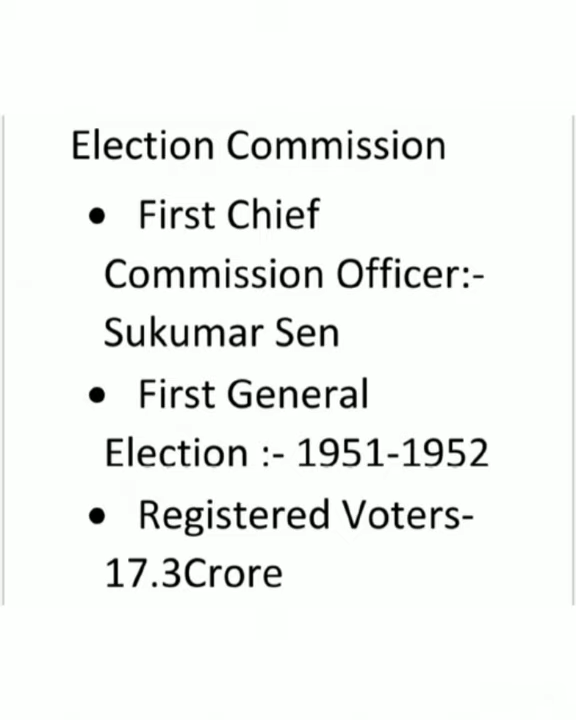 Election Commission
• First Chief
Commission Officer:-
Sukumar Sen
• First General
Election :- 1951-1952
• Registered Voters-
17.3Crore